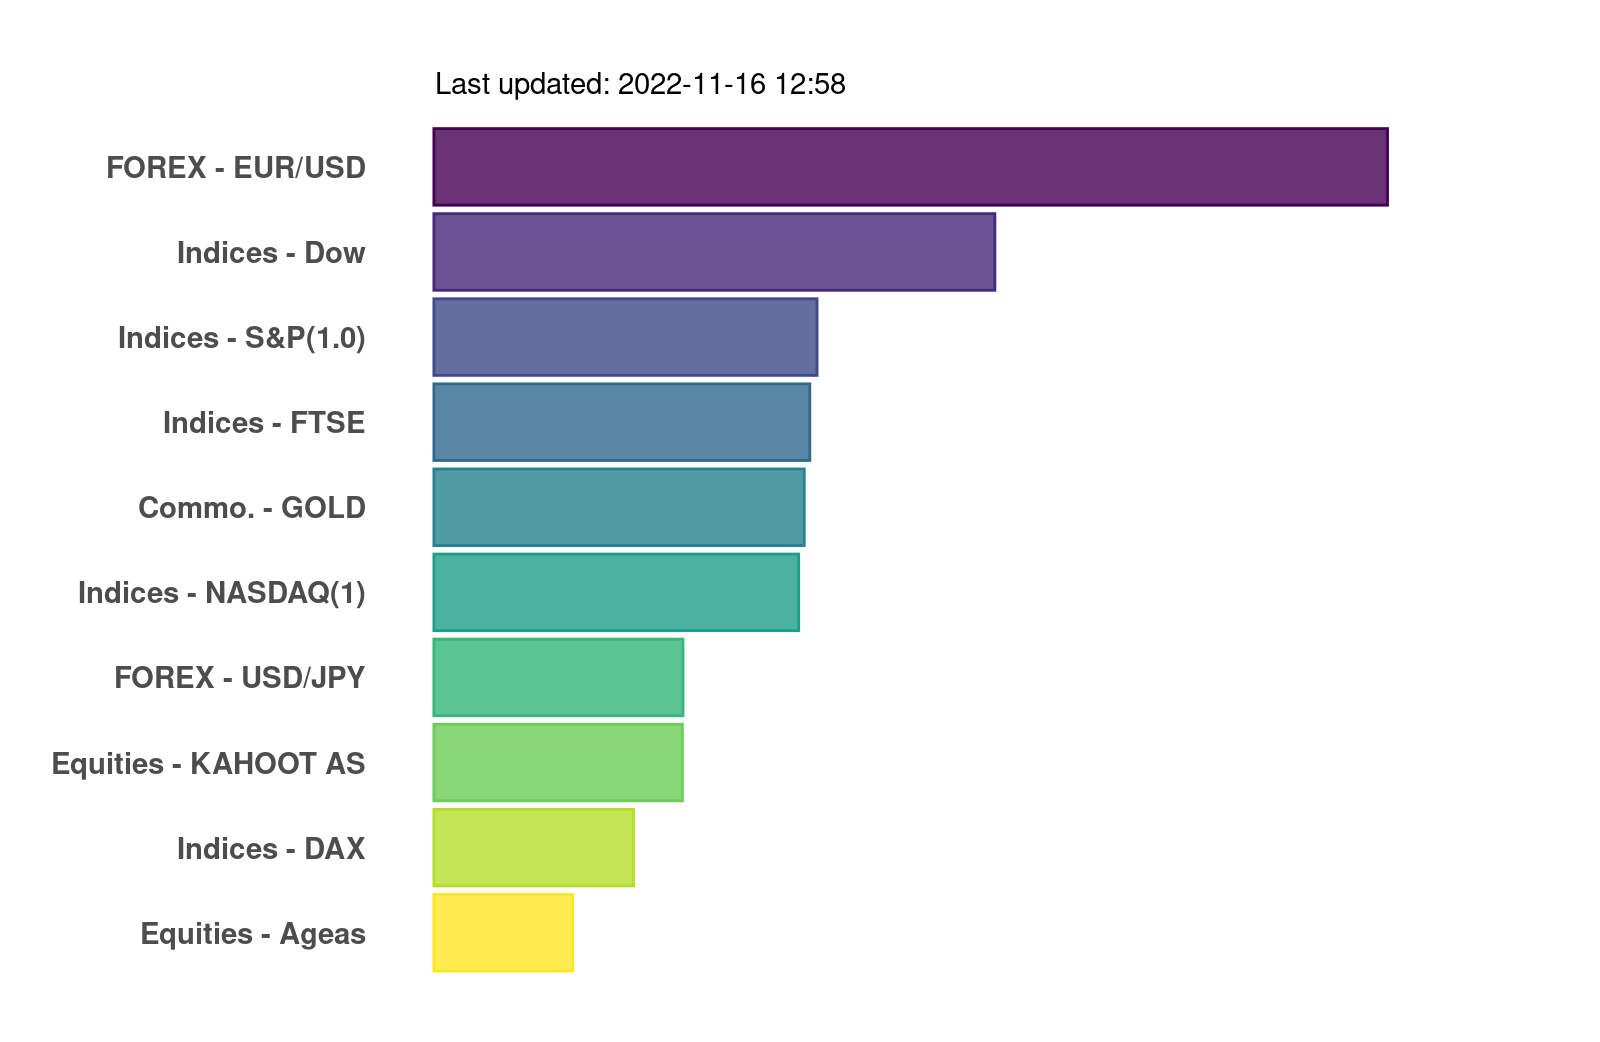 Last updated: 2022-11-16 12:58
FOREX - EUR/USD
Indices - Dow
Indices - S&P(1.0)
Indices - FTSE
Commo. - GOLD
Indices - NASDAQ(1)
FOREX - USD/JPY
Equities - KAHOOT AS
Indices - DAX
Equities - Ageas